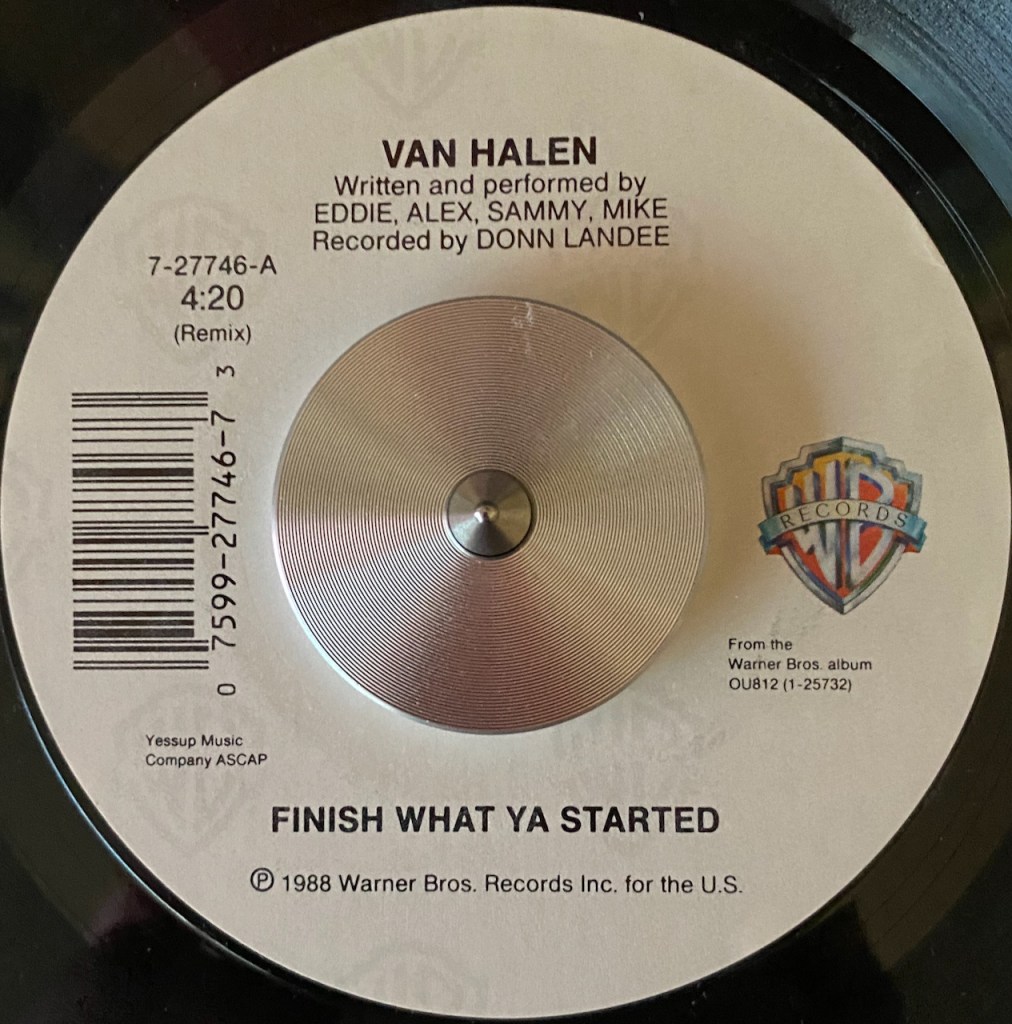 VAN HALEN
Written and performed by
EDDIE, ALEX, SAMMY, MIKE
Recorded by DONN LANDEE
7-27746-A
4:20
(Remix)
0 7599-27746-7 3
WB
RECORDS
From the
Warner Bros. album
OU812 (1-25732)
Yessup Music
Company ASCAP
FINISH WHAT YA STARTED
℗ 1988 Warner Bros. Records Inc. for the U.S.